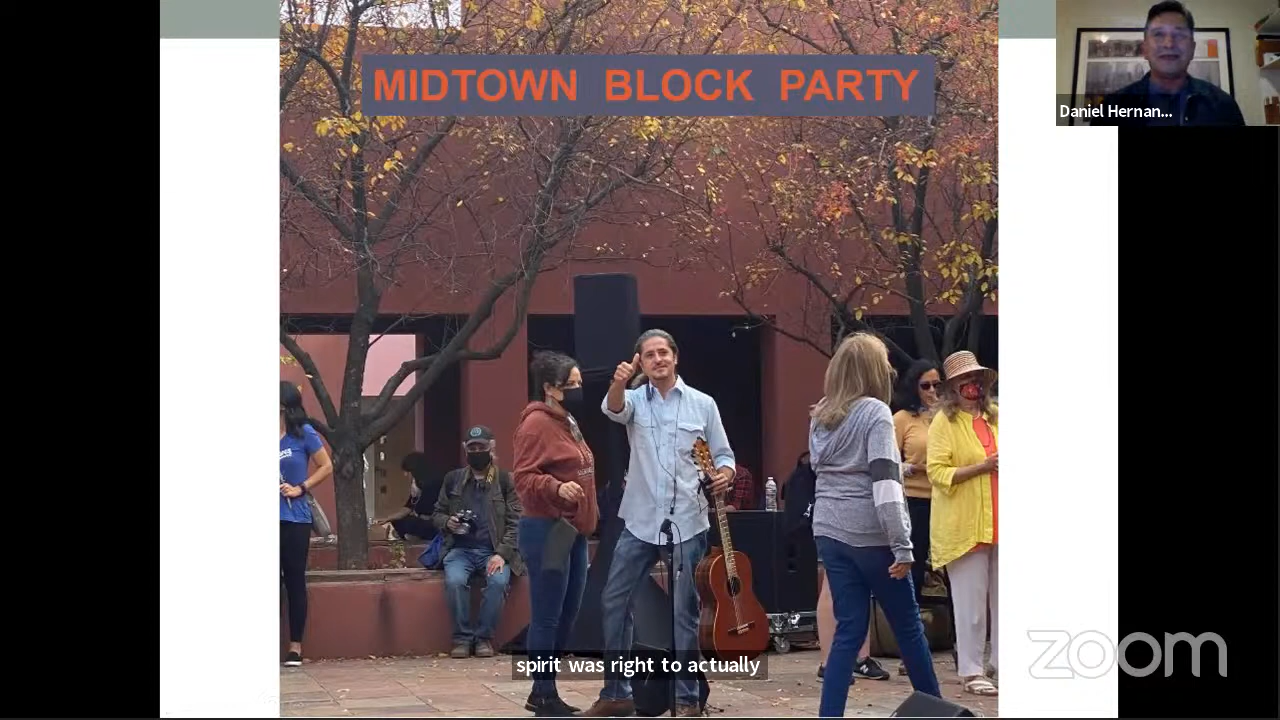 MIDTOWN BLOCK PARTY
Daniel Hernan...
spirit was right to actually
zoom